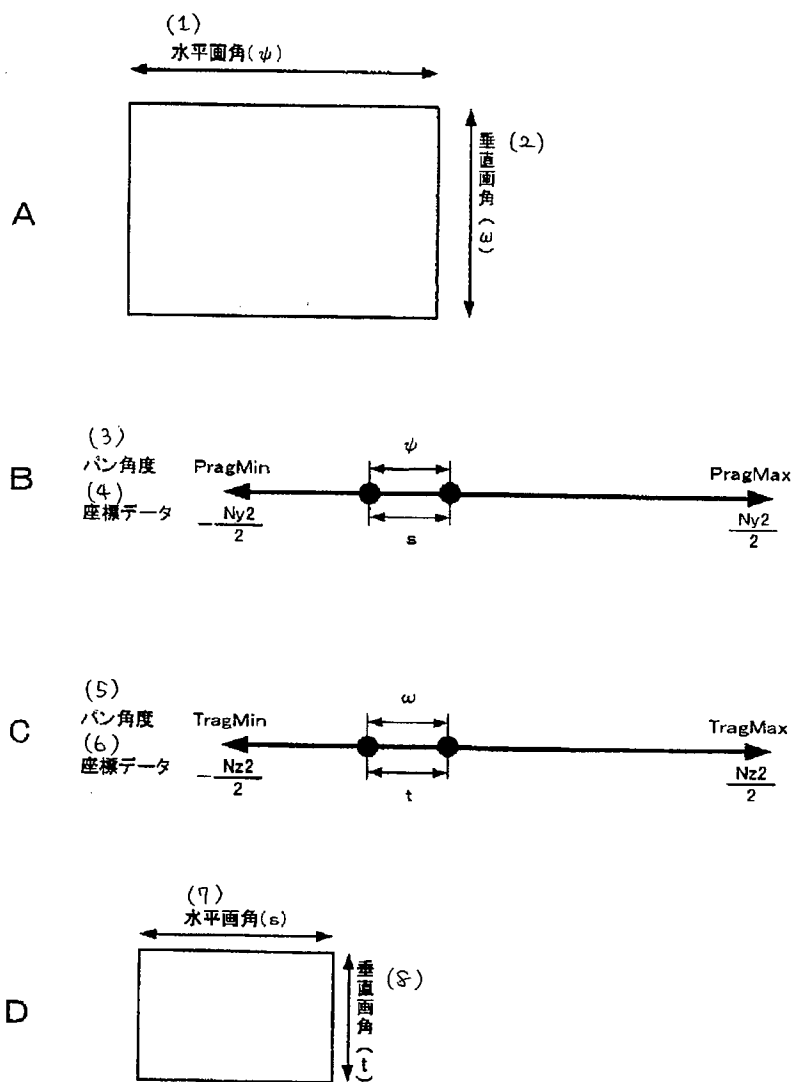 (1)
水平画角(ψ)
A
垂直画角(ω)
(2)
B
(3)
パン角度
(4)
座標データ
PragMin
-Ny2/2
ψ
s
PragMax
Ny2/2
C
(5)
パン角度
(6)
座標データ
TragMin
-Nz2/2
ω
t
TragMax
Nz2/2
(7)
水平画角(s)
D
垂直画角(t)
(8)